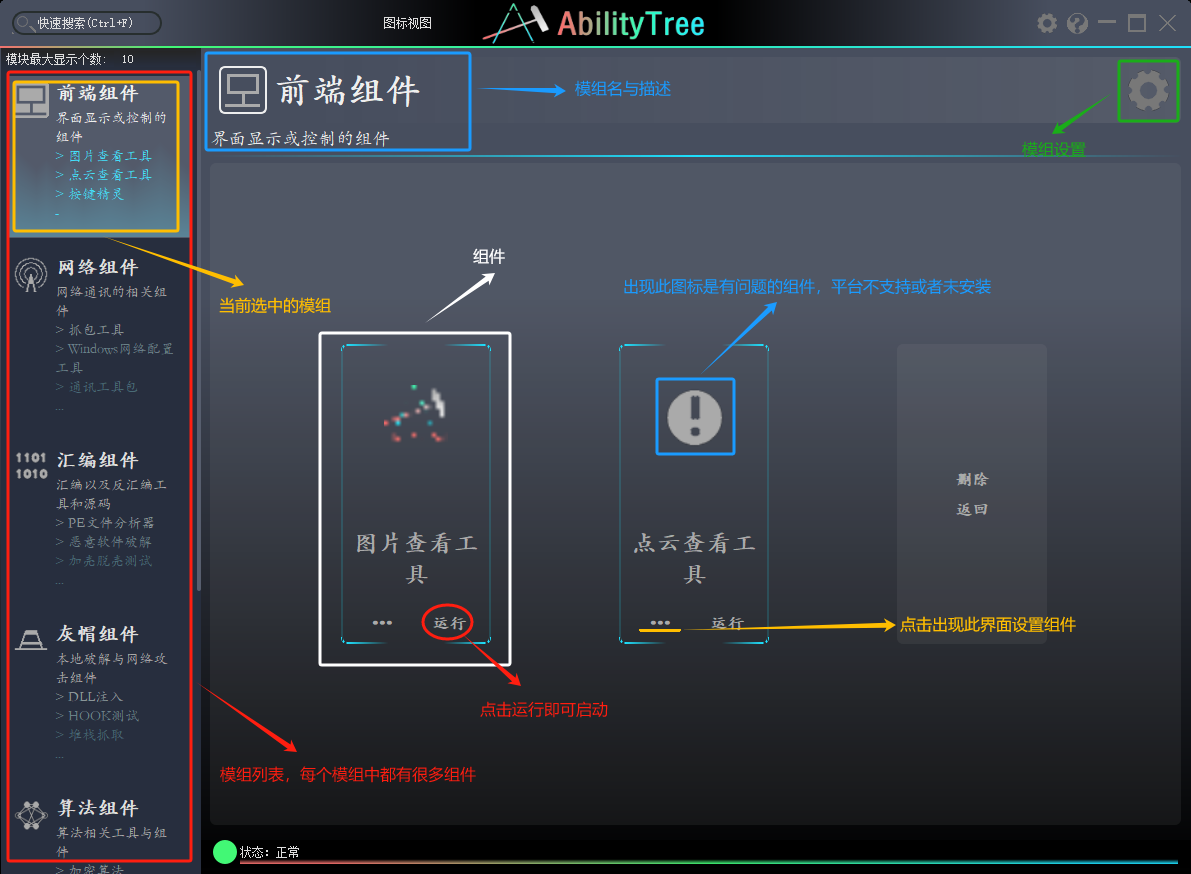 快速搜索(Ctrl+F)
图标视图
AbilityTree
模块最大显示个数: 10
前端组件
界面显示或控制的
组件
> 图片查看工具
> 点云查看工具
> 按键精灵
-
网络组件
网络通讯的相关组
件
> 抓包工具
> Windows网络配置
工具
> 通讯工具包
...
汇编组件
汇编以及反汇编工
具和源码
> PE文件分析器
> 恶意软件破解
> 加壳脱壳测试
...
灰帽组件
本地破解与网络攻
击组件
> DLL注入
> HOOK测试
> 堆栈抓取
...
算法组件
算法相关工具与组
件
> 加密算法
前端组件
界面显示或控制的组件
模组名与描述
模组设置
当前选中的模组
组件
出现此图标是有问题的组件，平台不支持或者未安装
图片查看工
具
... 运行
点云查看工
具
... 运行
删除
返回
点击出现此界面设置组件
点击运行即可启动
模组列表，每个模组中都有很多组件
状态: 正常